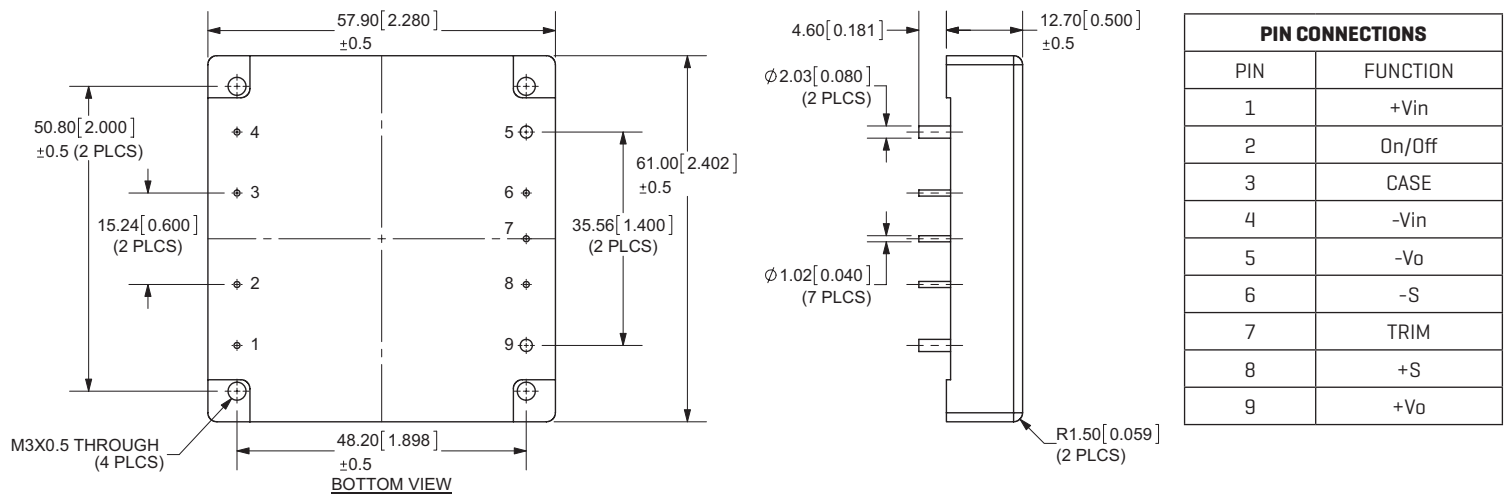 57.90[2.280]
±0.5
50.80[2.000]
±0.5 (2 PLCS)
15.24[0.600]
(2 PLCS)
4
3
2
1
5
6
7
8
9
61.00[2.402]
±0.5
35.56[1.400]
(2 PLCS)
M3X0.5 THROUGH
(4 PLCS)
48.20[1.898]
±0.5
BOTTOM VIEW
4.60[0.181]
12.70[0.500]
±0.5
∅2.03[0.080]
(2 PLCS)
∅1.02[0.040]
(7 PLCS)
R1.50[0.059]
(2 PLCS)
PIN CONNECTIONS
PIN FUNCTION
1 +Vin
2 On/Off
3 CASE
4 -Vin
5 -Vo
6 -S
7 TRIM
8 +S
9 +Vo